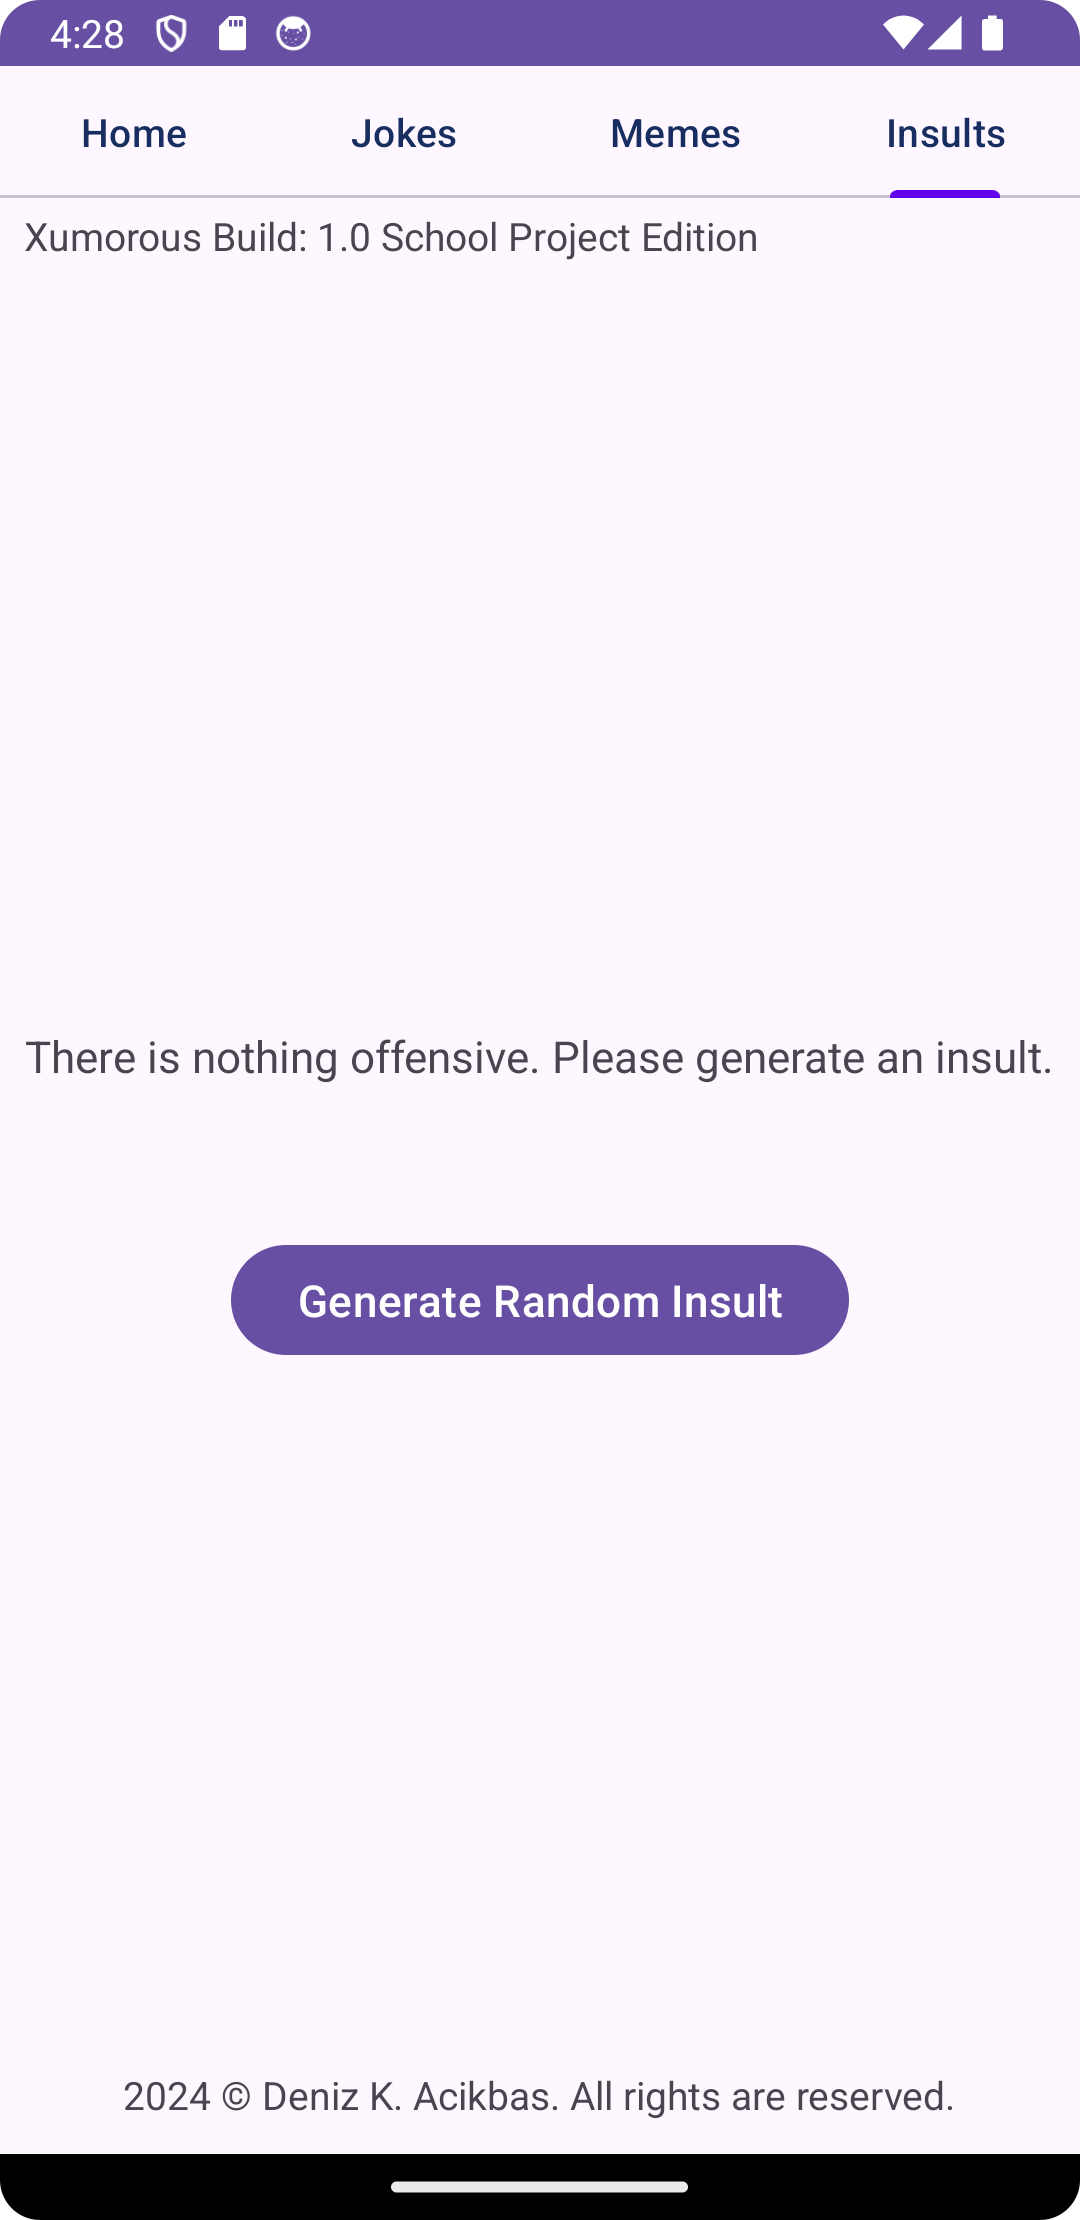 4:28
Home Jokes Memes Insults
Xumorous Build: 1.0 School Project Edition
There is nothing offensive. Please generate an insult.
Generate Random Insult
2024 © Deniz K. Acikbas. All rights are reserved.